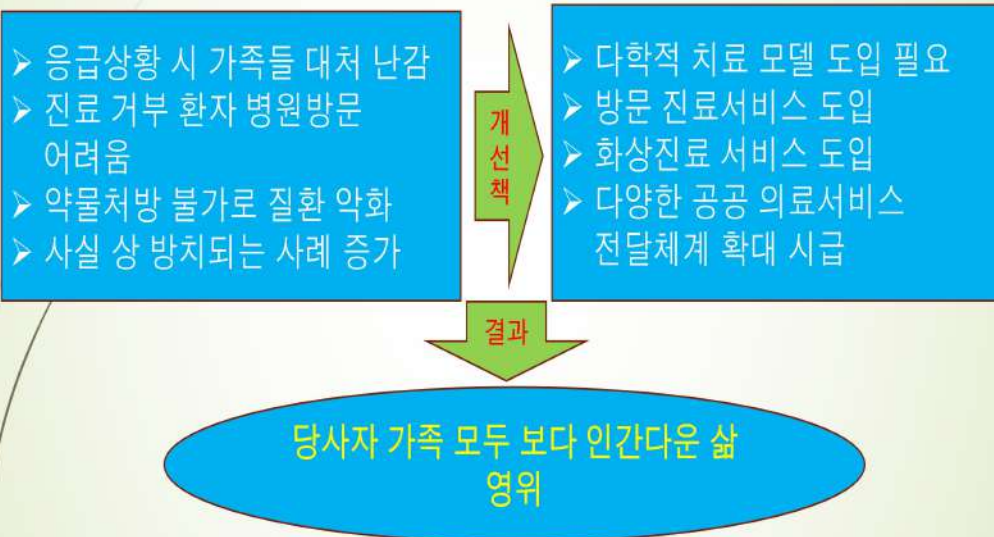 ➢ 응급상황 시 가족들 대처 난감
➢ 진료 거부 환자 병원방문
어려움
➢ 약물처방 불가로 질환 악화
➢ 사실 상 방치되는 사례 증가
개
선
책
➢ 다학적 치료 모델 도입 필요
➢ 방문 진료서비스 도입
➢ 화상진료 서비스 도입
➢ 다양한 공공 의료서비스
전달체계 확대 시급
결과
당사자 가족 모두 보다 인간다운 삶
영위